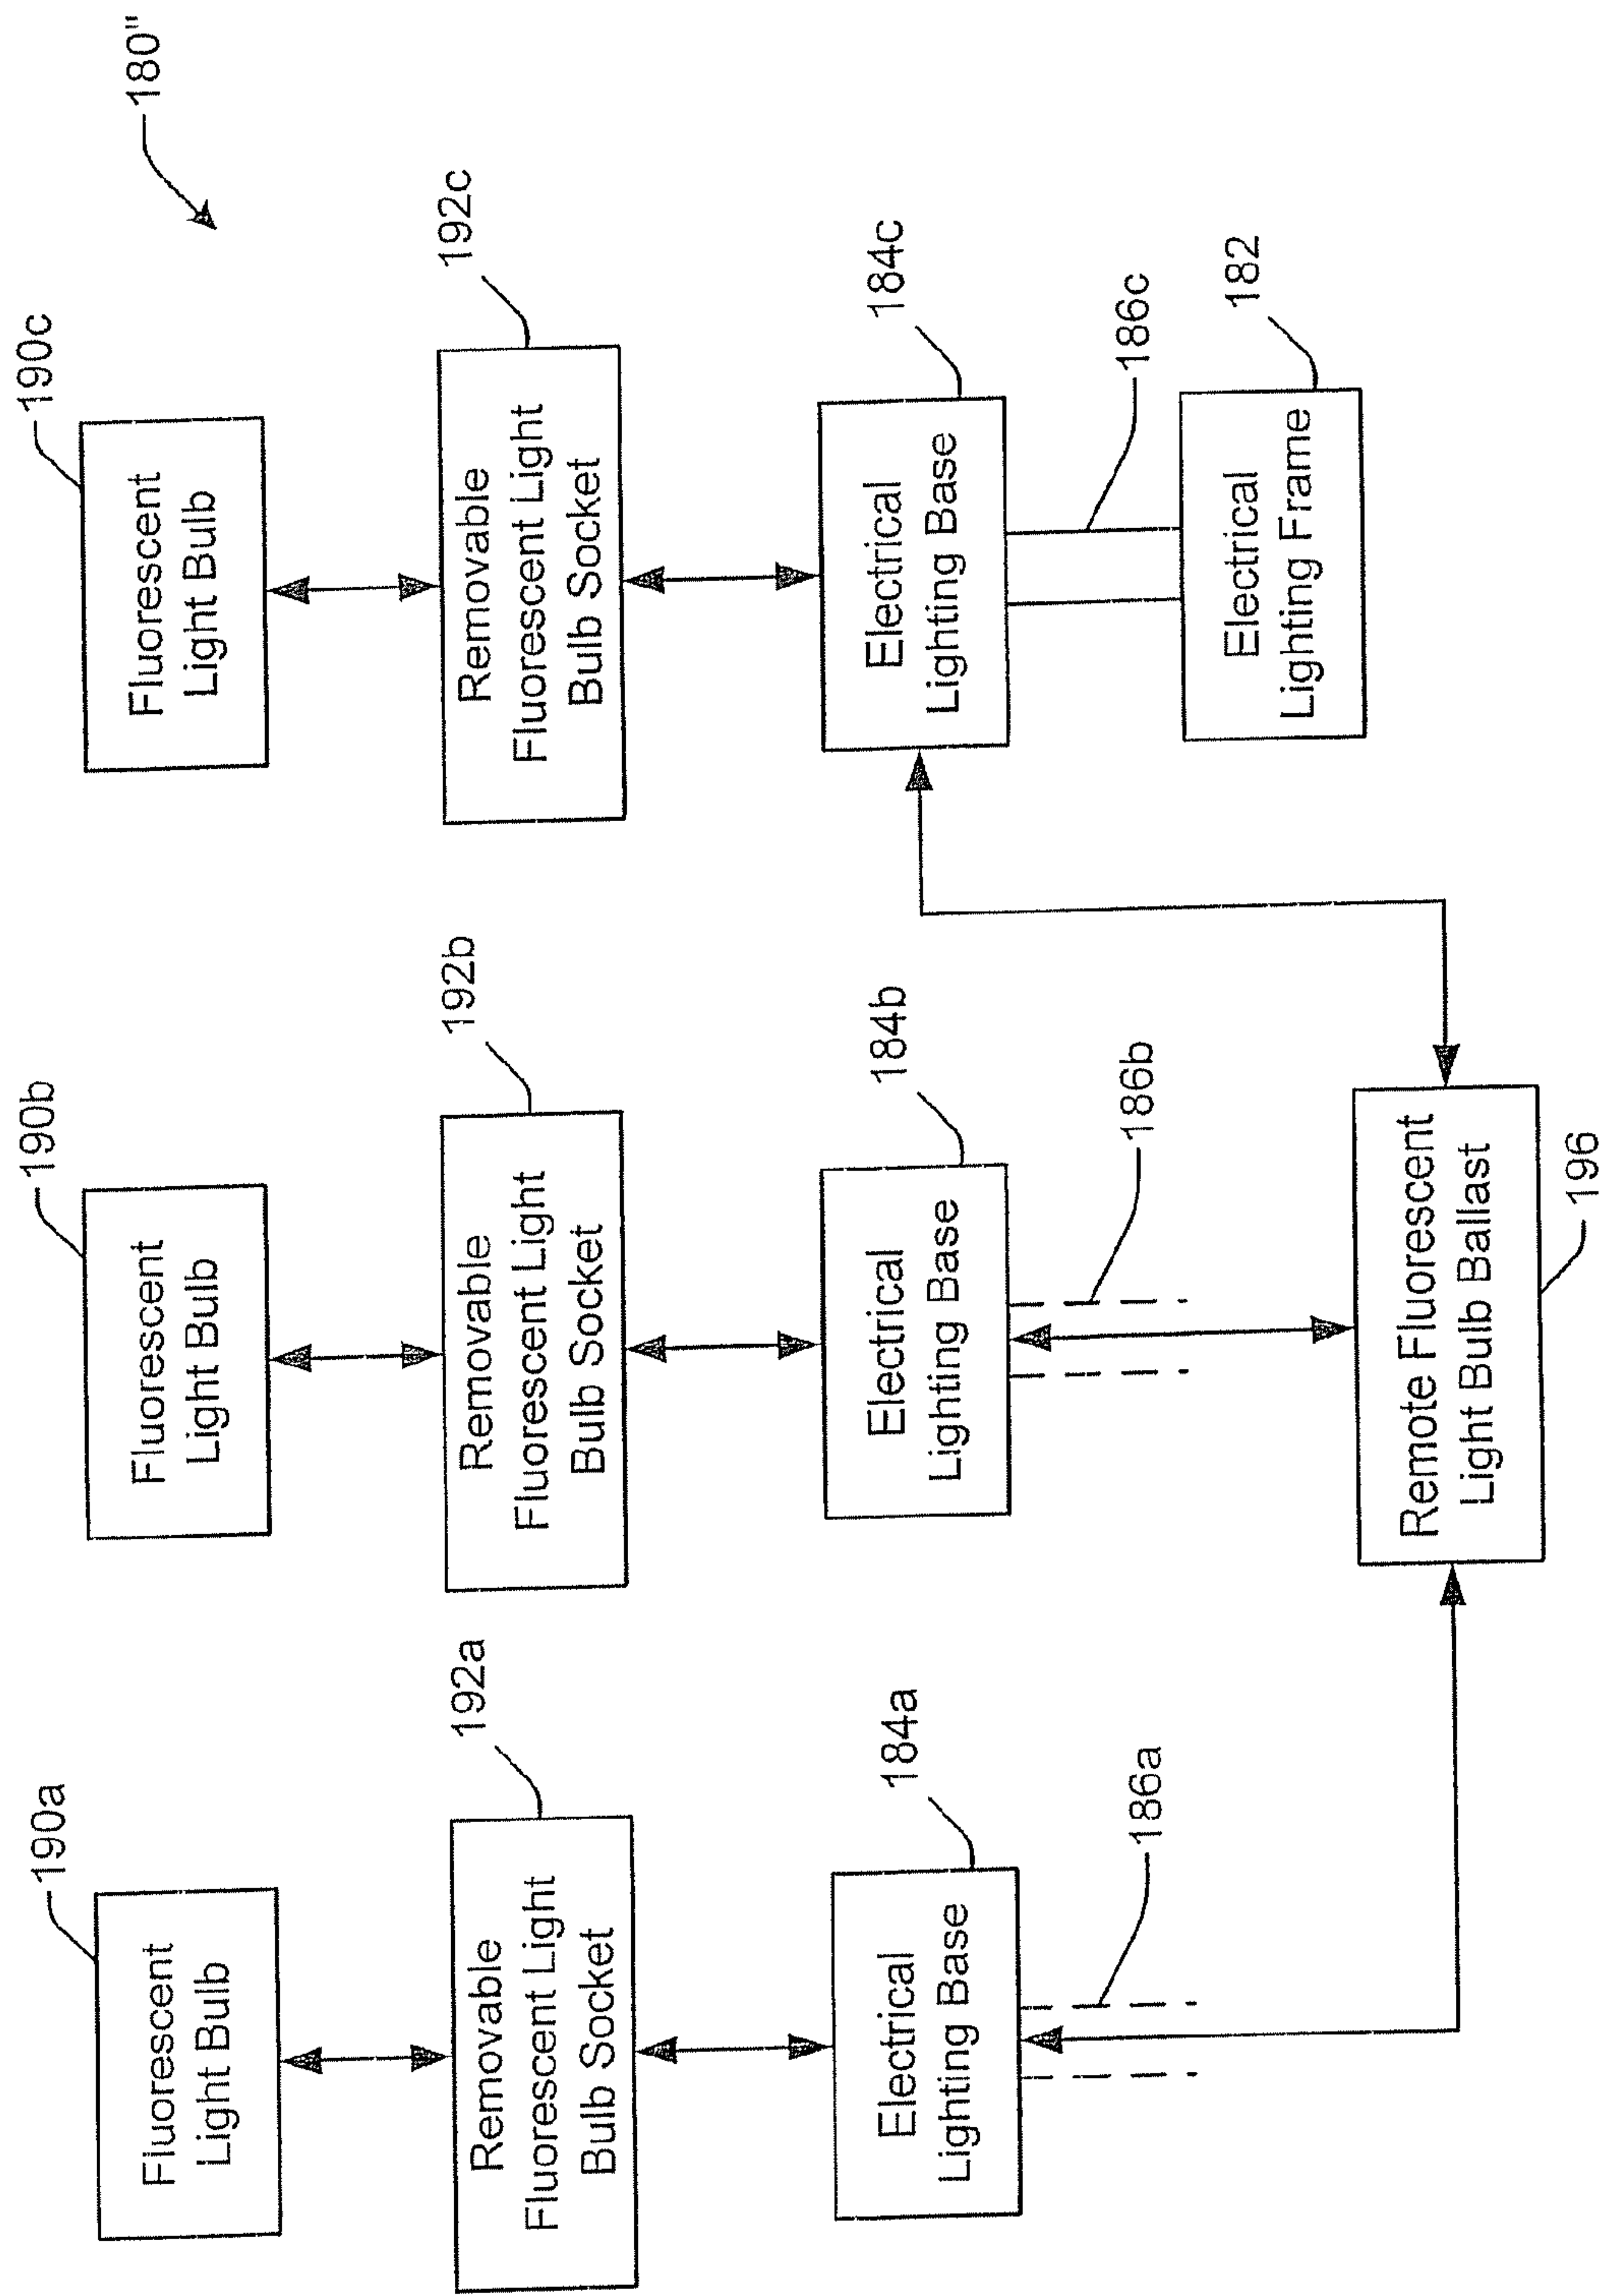 180"
190a
Fluorescent
Light Bulb
190b
Fluorescent
Light Bulb
190c
Fluorescent
Light Bulb
192a
Removable
Fluorescent Light
Bulb Socket
192b
Removable
Fluorescent Light
Bulb Socket
192c
Removable
Fluorescent Light
Bulb Socket
184a
Electrical
Lighting Base
184b
Electrical
Lighting Base
184c
Electrical
Lighting Base
186a
186b
186c
182
Electrical
Lighting Frame
Remote Fluorescent
Light Bulb Ballast
196